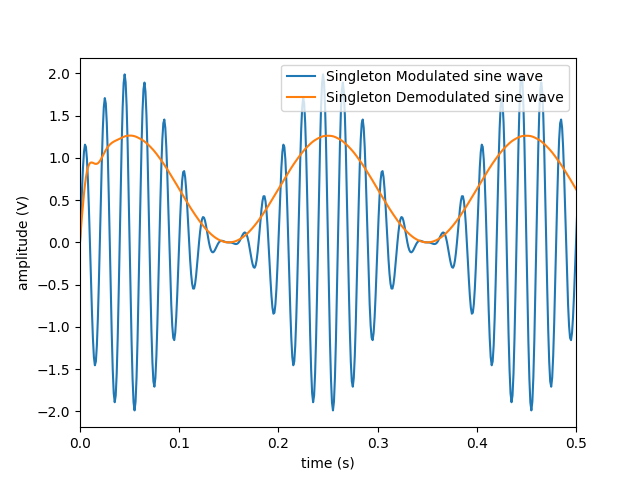 Singleton Modulated sine wave
Singleton Demodulated sine wave
2.0
1.5
1.0
0.5
0.0
−0.5
−1.0
−1.5
−2.0
amplitude (V)
0.0 0.1 0.2 0.3 0.4 0.5
time (s)